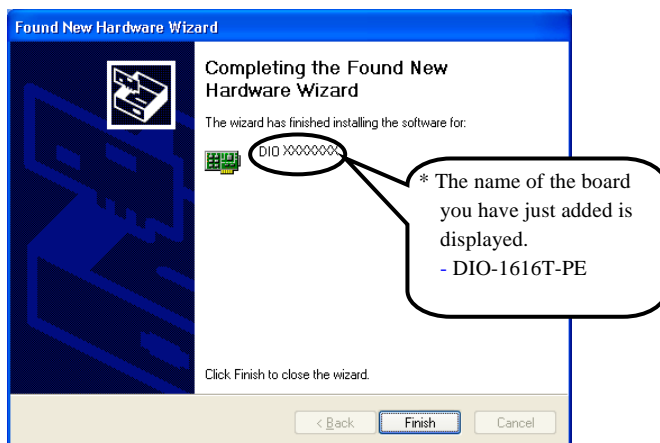 Found New Hardware Wizard
Completing the Found New
Hardware Wizard
The wizard has finished installing the software for:
DIO XXXXXXX
* The name of the board
you have just added is
displayed.
- DIO-1616T-PE
Click Finish to close the wizard.
< Back
Finish
Cancel